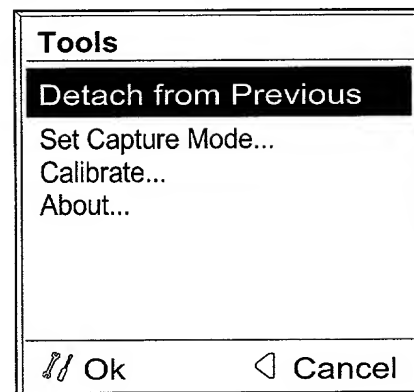 Tools
Detach from Previous
Set Capture Mode...
Calibrate...
About...
Ok Cancel